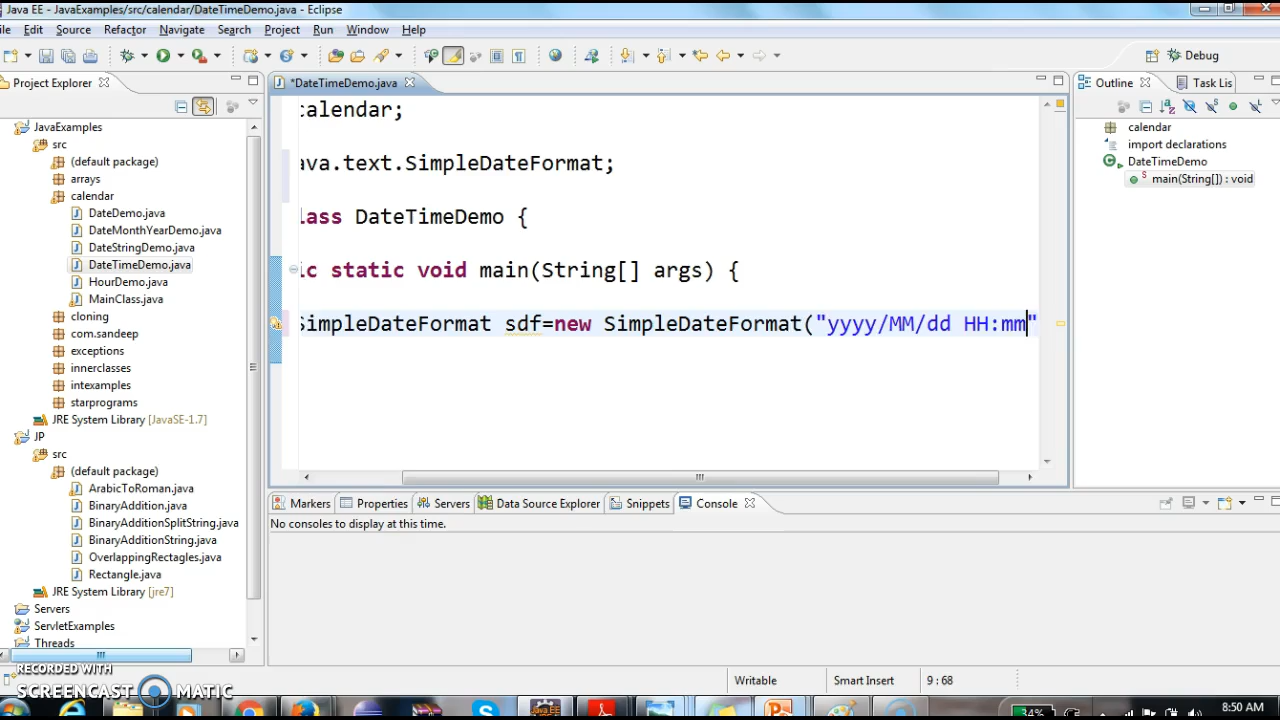 Java EE - JavaExamples/src/calendar/DateTimeDemo.java - Eclipse
ile Edit Source Refactor Navigate Search Project Run Window Help
Debug
Project Explorer
*DateTimeDemo.java
Outline
Task Lis
JavaExamples
src
(default package)
arrays
calendar
DateDemo.java
DateMonthYearDemo.java
DateStringDemo.java
DateTimeDemo.java
HourDemo.java
MainClass.java
cloning
com.sandeep
exceptions
innerclasses
intexamples
starprograms
JRE System Library [JavaSE-1.7]
JP
src
(default package)
ArabicToRoman.java
BinaryAddition.java
BinaryAdditionSplitString.java
BinaryAdditionString.java
OverlappingRectagles.java
Rectangle.java
JRE System Library [jre7]
Servers
ServletExamples
Threads
calendar;
ava.text.SimpleDateFormat;
lass DateTimeDemo {
ic static void main(String[] args) {
SimpleDateFormat sdf=new SimpleDateFormat("yyyy/MM/dd HH:mm"
calendar
import declarations
DateTimeDemo
main(String[]) : void
Markers Properties Servers Data Source Explorer Snippets Console
No consoles to display at this time.
Writable Smart Insert 9 : 68
RECORDED WITH
SCREENCAST MATIC
34%
8:50 AM